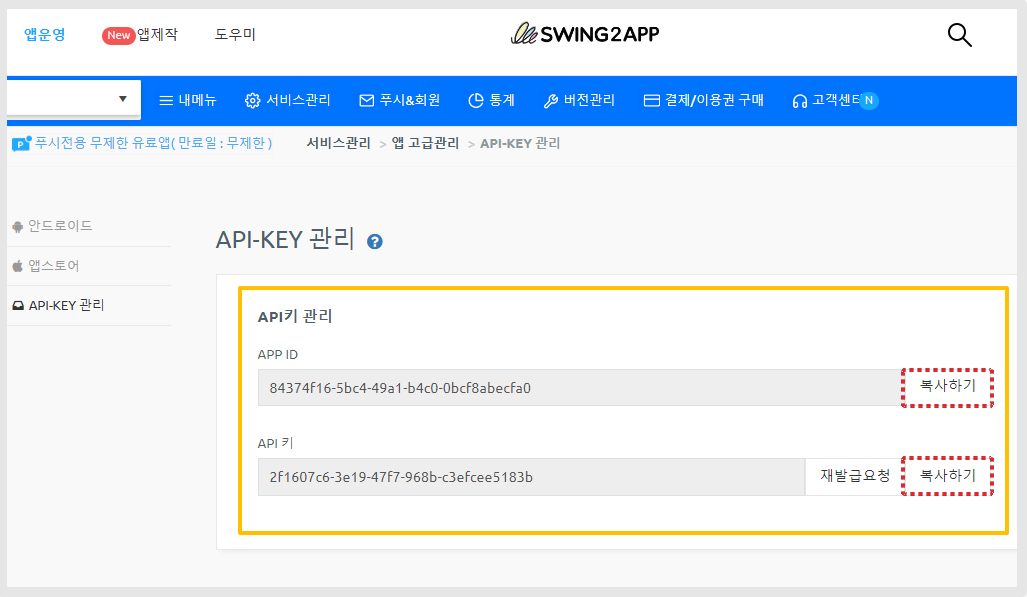 앱운영 New 앱제작 도우미 SWING2APP
▼ 내메뉴 서비스관리 푸시&회원 통계 버전관리 결제/이용권 구매 고객센터 N
푸시전용 무제한 유료앱( 만료일 : 무제한 ) 서비스관리 > 앱 고급관리 > API-KEY 관리
안드로이드
앱스토어
API-KEY 관리
API-KEY 관리 ?
API키 관리
APP ID
84374f16-5bc4-49a1-b4c0-0bcf8abecfa0 복사하기
API 키
2f1607c6-3e19-47f7-968b-c3efcee5183b 재발급요청 복사하기